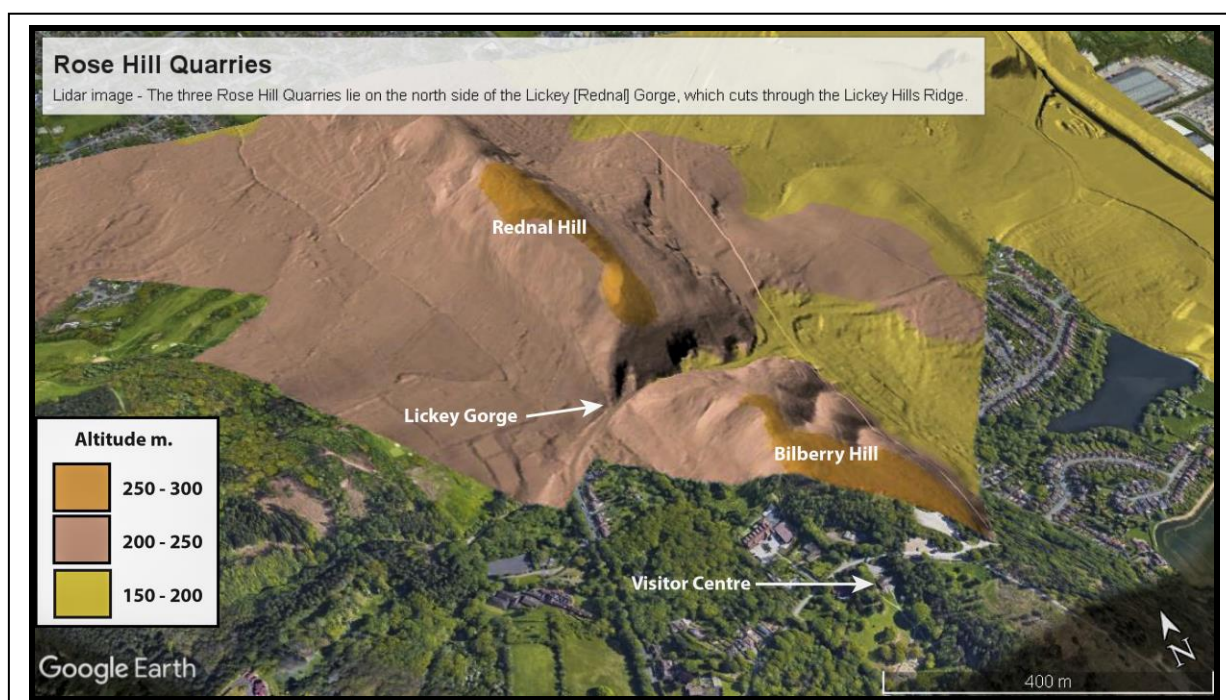 Rose Hill Quarries
Lidar image - The three Rose Hill Quarries lie on the north side of the Lickey [Rednal] Gorge, which cuts through the Lickey Hills Ridge.
Rednal Hill
Lickey Gorge
Bilberry Hill
Altitude m.
250 - 300
200 - 250
150 - 200
Visitor Centre
N
Google Earth
400 m